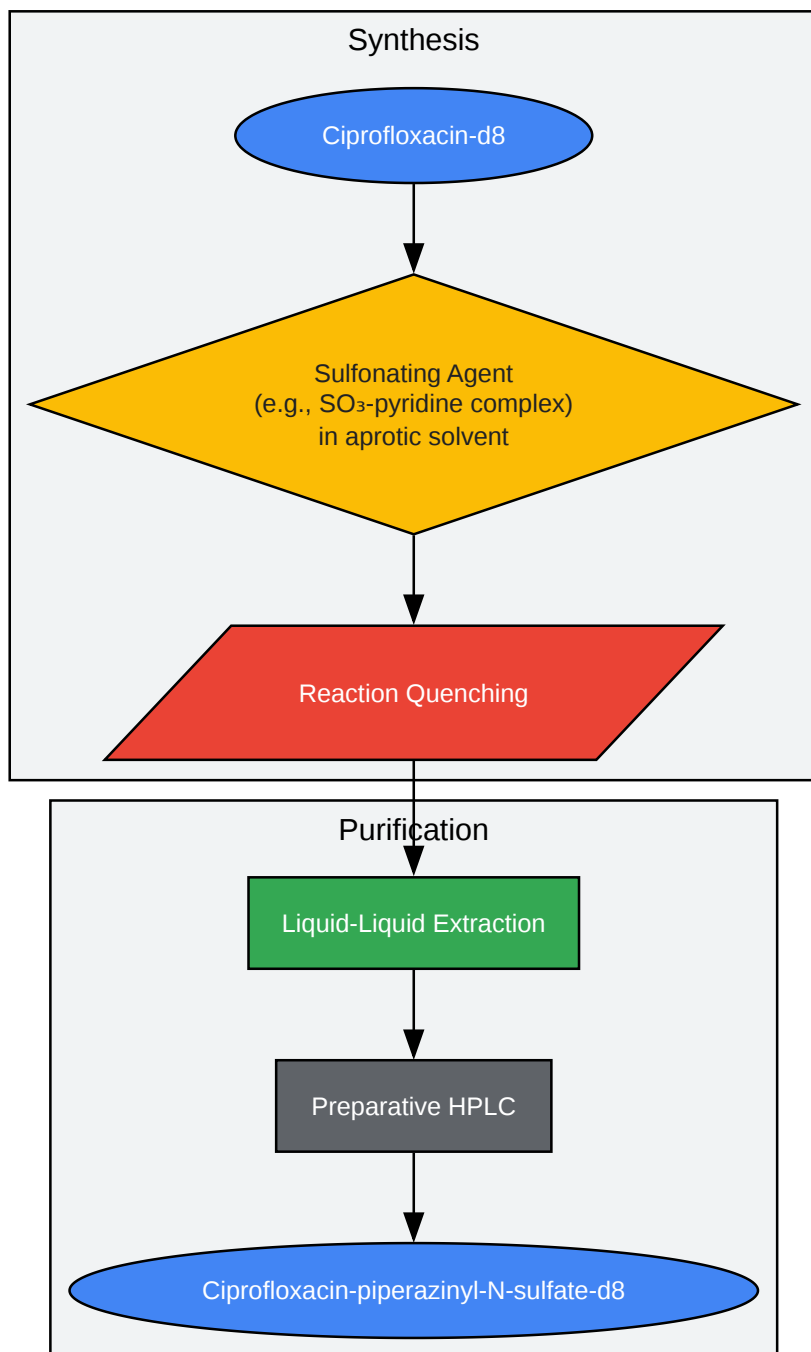 Synthesis
Ciprofloxacin-d8
Sulfonating Agent
(e.g., SO₃-pyridine complex)
in aprotic solvent
Reaction Quenching
Purification
Liquid-Liquid Extraction
Preparative HPLC
Ciprofloxacin-piperazinyl-N-sulfate-d8